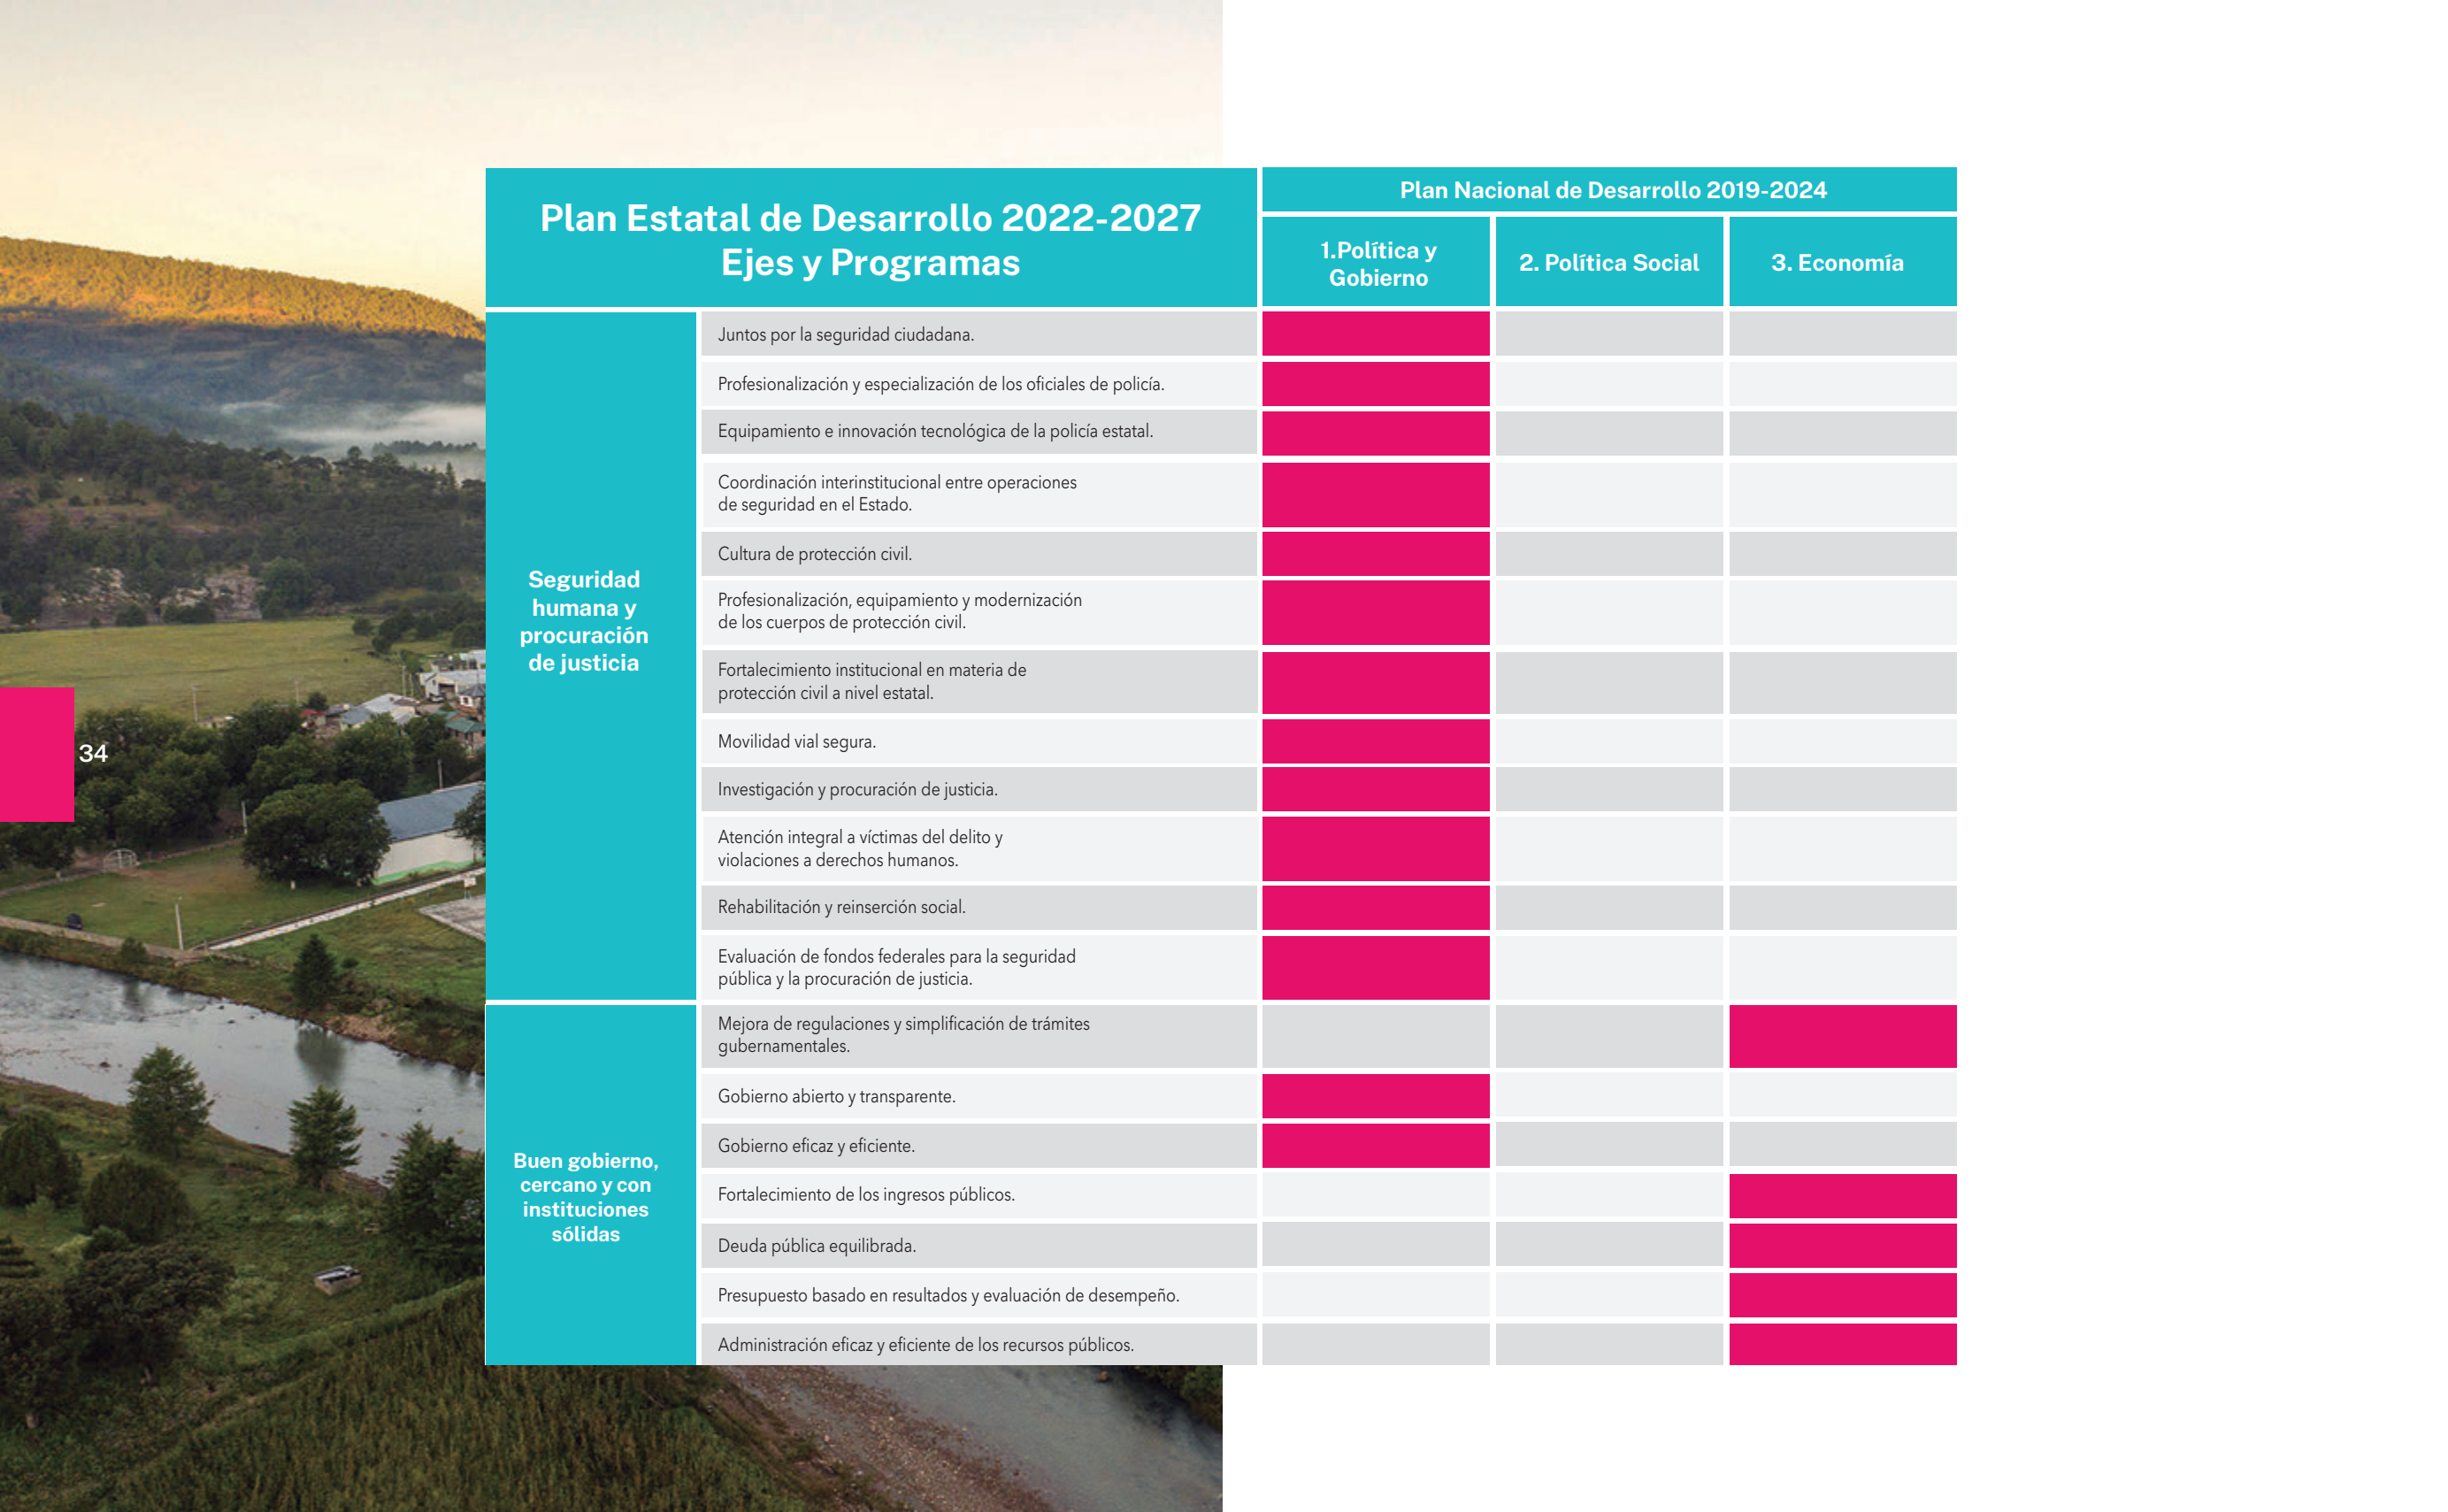 Plan Estatal de Desarrollo 2022-2027
Ejes y Programas
Plan Nacional de Desarrollo 2019-2024
1.Política y
Gobierno
2. Política Social
3. Economía
Seguridad
humana y
procuración
de justicia
Juntos por la seguridad ciudadana.
Profesionalización y especialización de los oficiales de policía.
Equipamiento e innovación tecnológica de la policía estatal.
Coordinación interinstitucional entre operaciones
de seguridad en el Estado.
Cultura de protección civil.
Profesionalización, equipamiento y modernización
de los cuerpos de protección civil.
Fortalecimiento institucional en materia de
protección civil a nivel estatal.
Movilidad vial segura.
Investigación y procuración de justicia.
Atención integral a víctimas del delito y
violaciones a derechos humanos.
Rehabilitación y reinserción social.
Evaluación de fondos federales para la seguridad
pública y la procuración de justicia.
Buen gobierno,
cercano y con
instituciones
sólidas
Mejora de regulaciones y simplificación de trámites
gubernamentales.
Gobierno abierto y transparente.
Gobierno eficaz y eficiente.
Fortalecimiento de los ingresos públicos.
Deuda pública equilibrada.
Presupuesto basado en resultados y evaluación de desempeño.
Administración eficaz y eficiente de los recursos públicos.
34